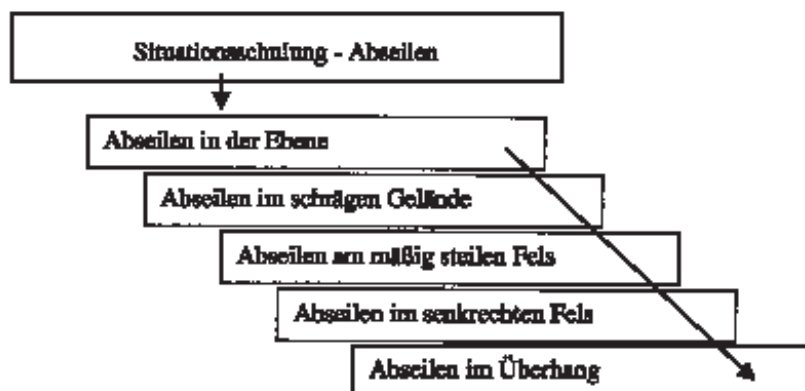 Situationsschulung - Abseilen
Abseilen in der Ebene
Abseilen im schrägen Gelände
Abseilen am mäßig steilen Fels
Abseilen im senkrechten Fels
Abseilen im Überhang